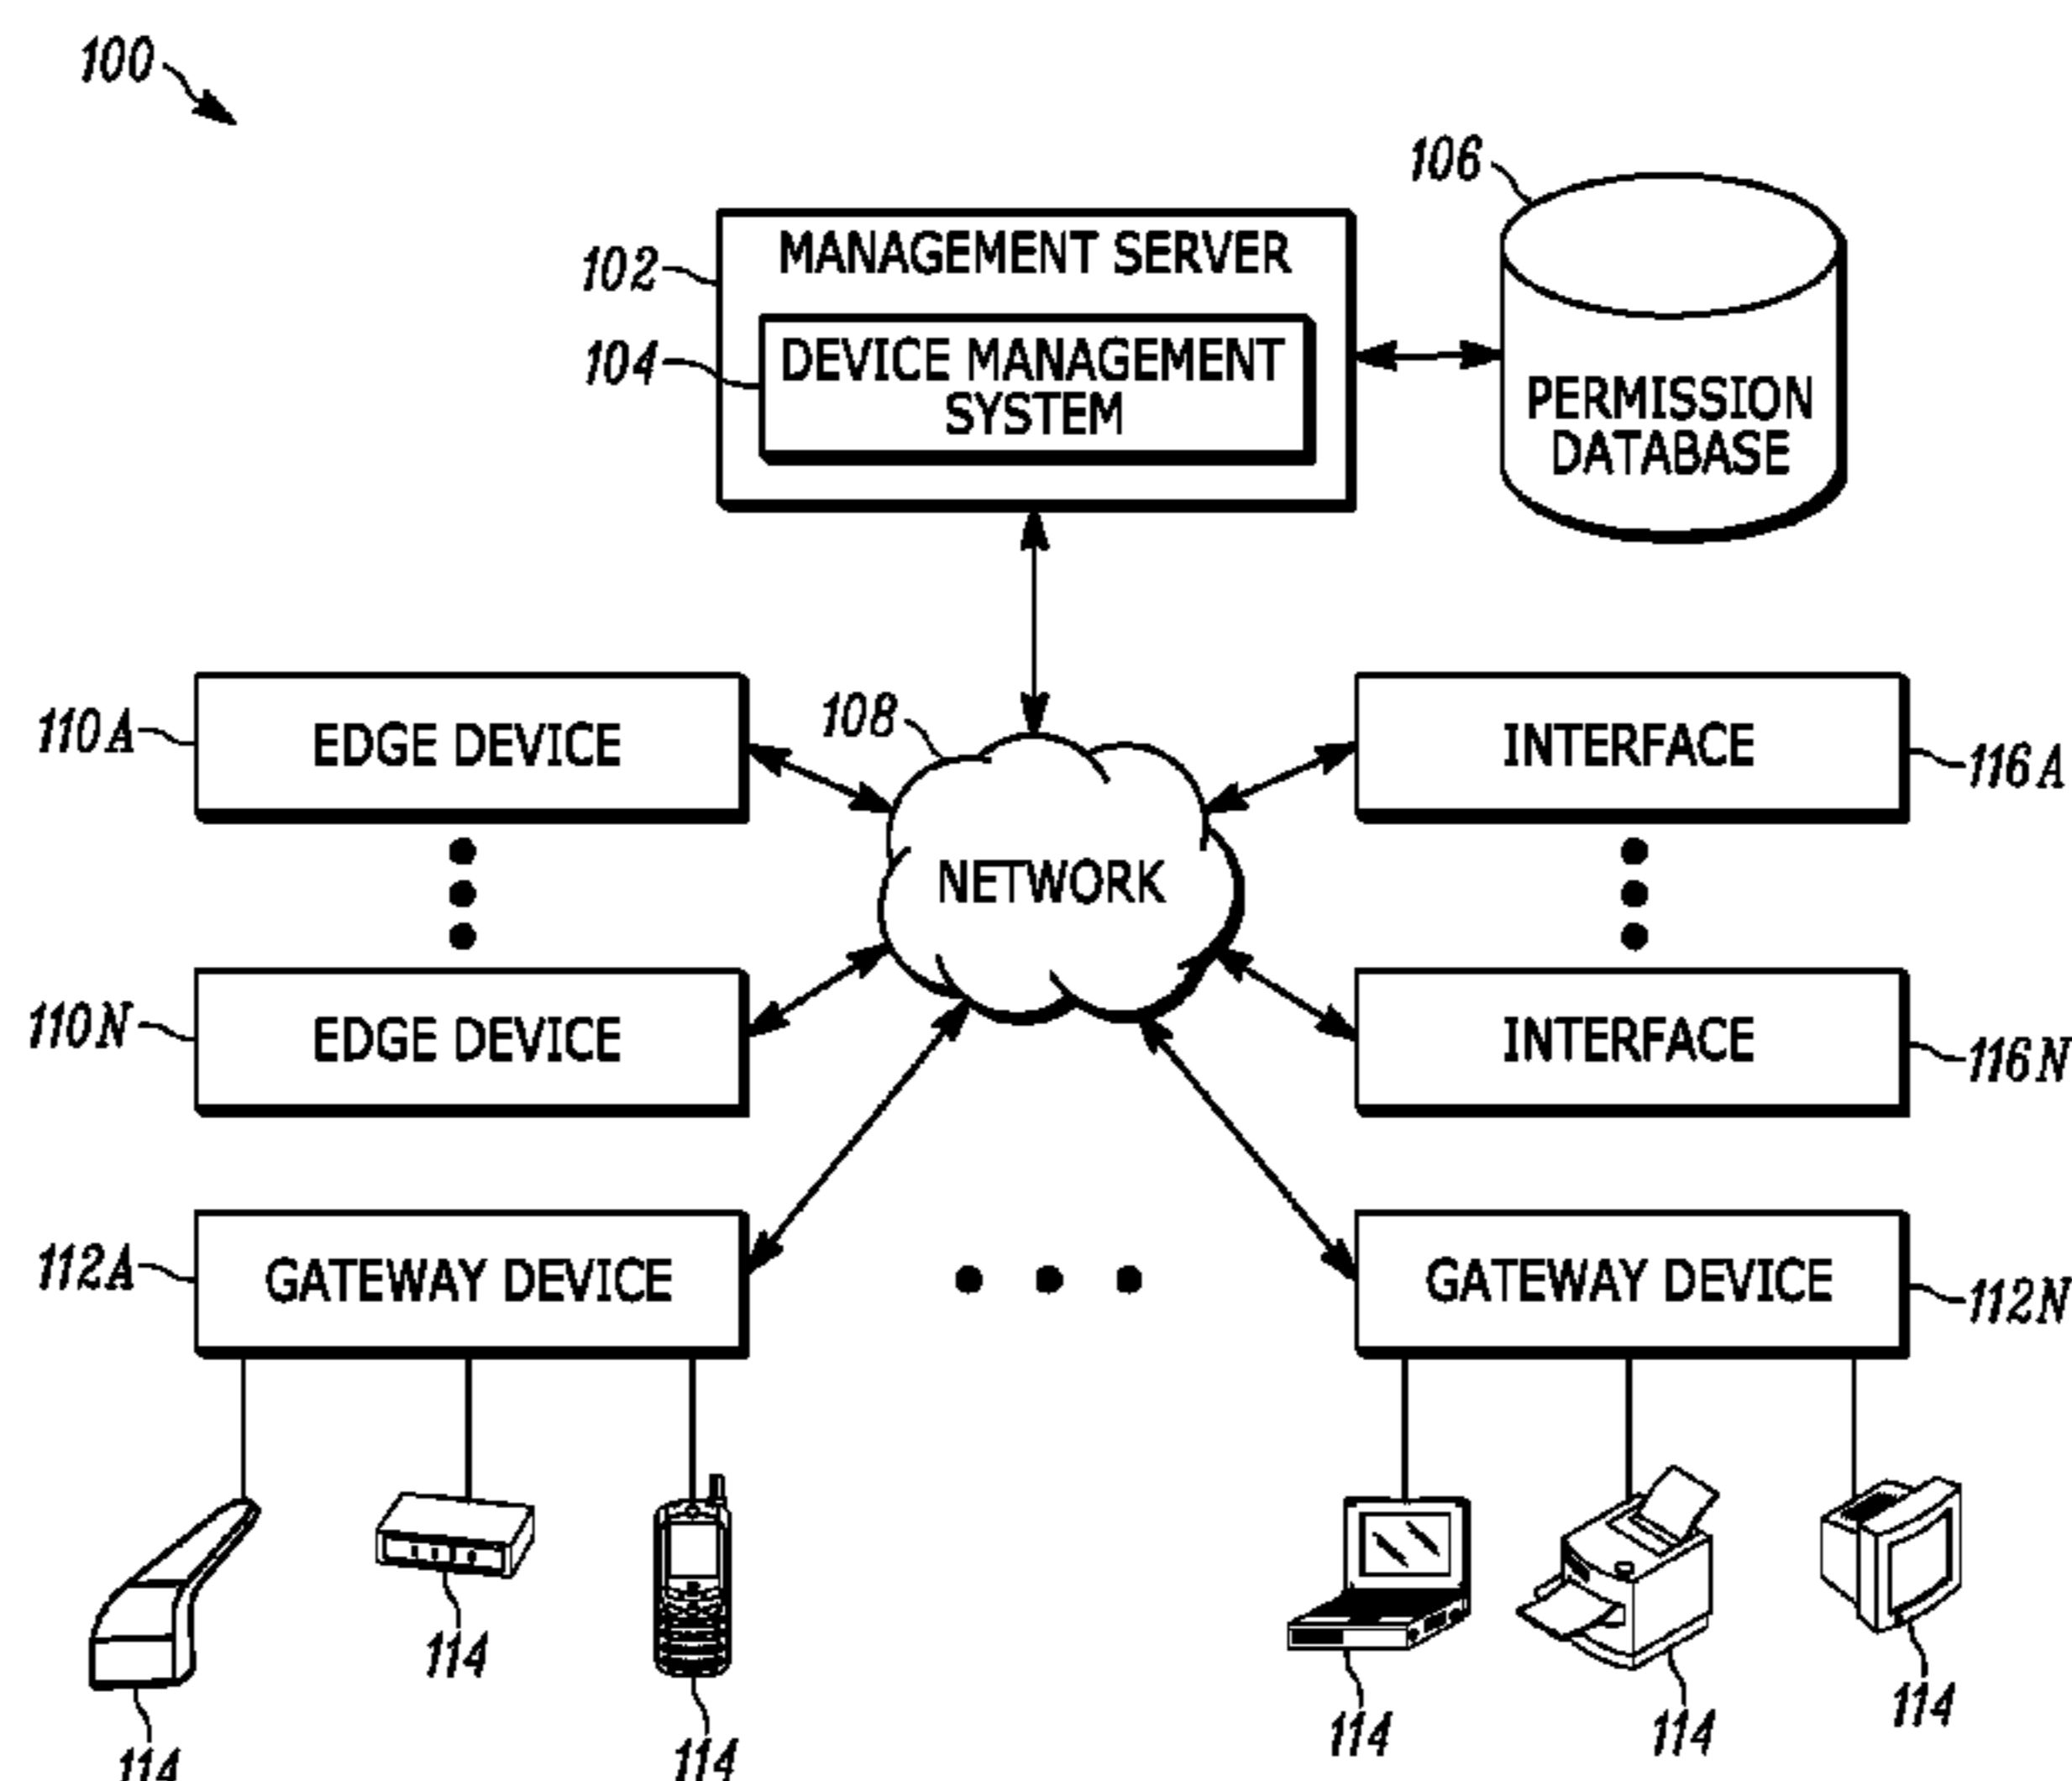 100
106
102
MANAGEMENT SERVER
104
DEVICE MANAGEMENT
SYSTEM
PERMISSION
DATABASE
110A
EDGE DEVICE
108
INTERFACE
116A
NETWORK
110N
EDGE DEVICE
INTERFACE
116N
112A
GATEWAY DEVICE
GATEWAY DEVICE
112N
114
114
114
114
114
114